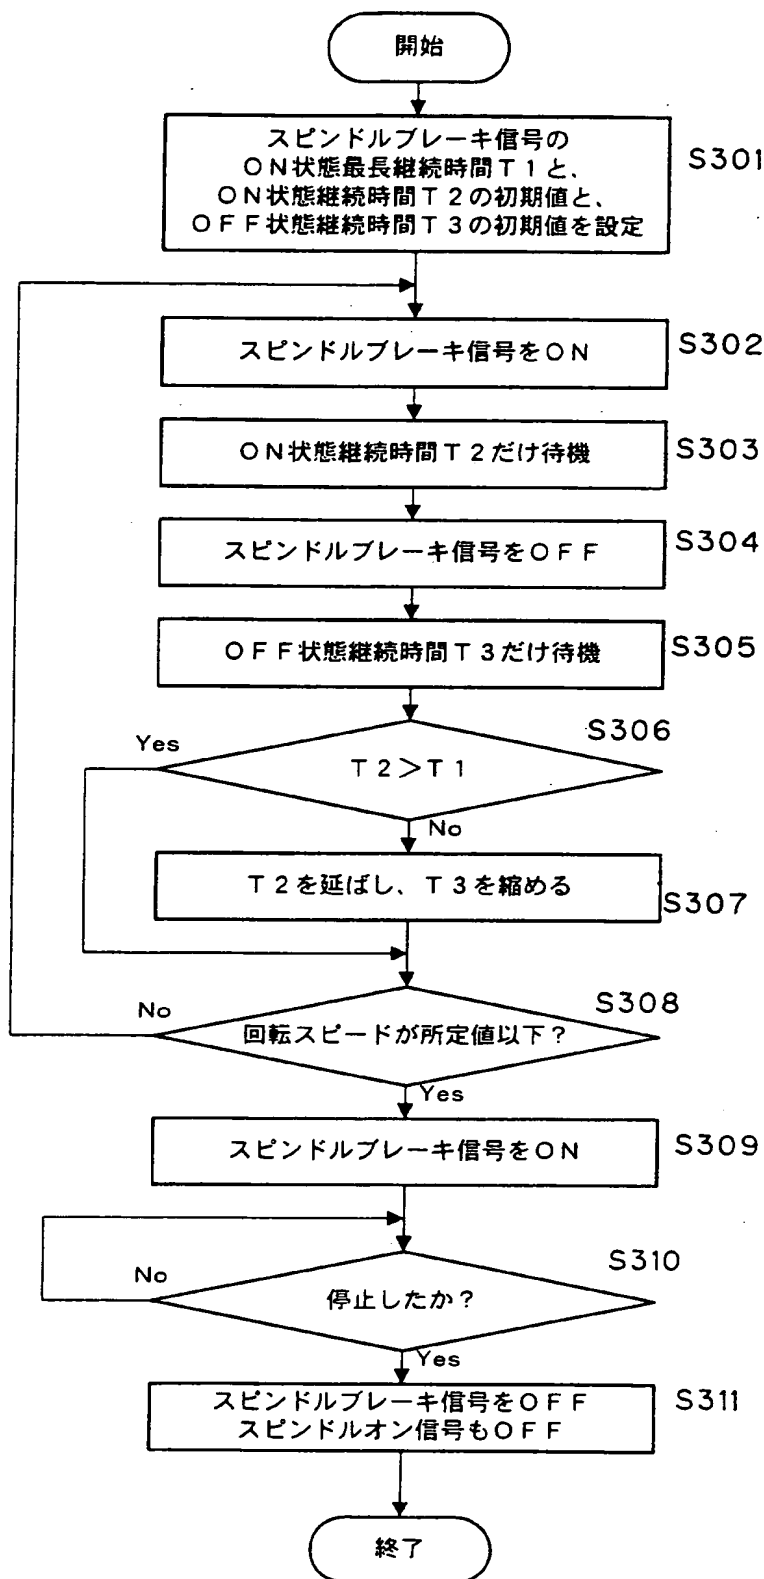 開始
スピンドルブレーキ信号の
ON状態最長継続時間T1と、
ON状態継続時間T2の初期値と、
OFF状態継続時間T3の初期値を設定
S301
スピンドルブレーキ信号をON
S302
ON状態継続時間T2だけ待機
S303
スピンドルブレーキ信号をOFF
S304
OFF状態継続時間T3だけ待機
S305
S306
Yes
T2>T1
No
T2を延ばし、T3を縮める
S307
S308
No
回転スピードが所定値以下?
Yes
スピンドルブレーキ信号をON
S309
S310
No
停止したか?
Yes
スピンドルブレーキ信号をOFF
スピンドルオン信号もOFF
S311
終了